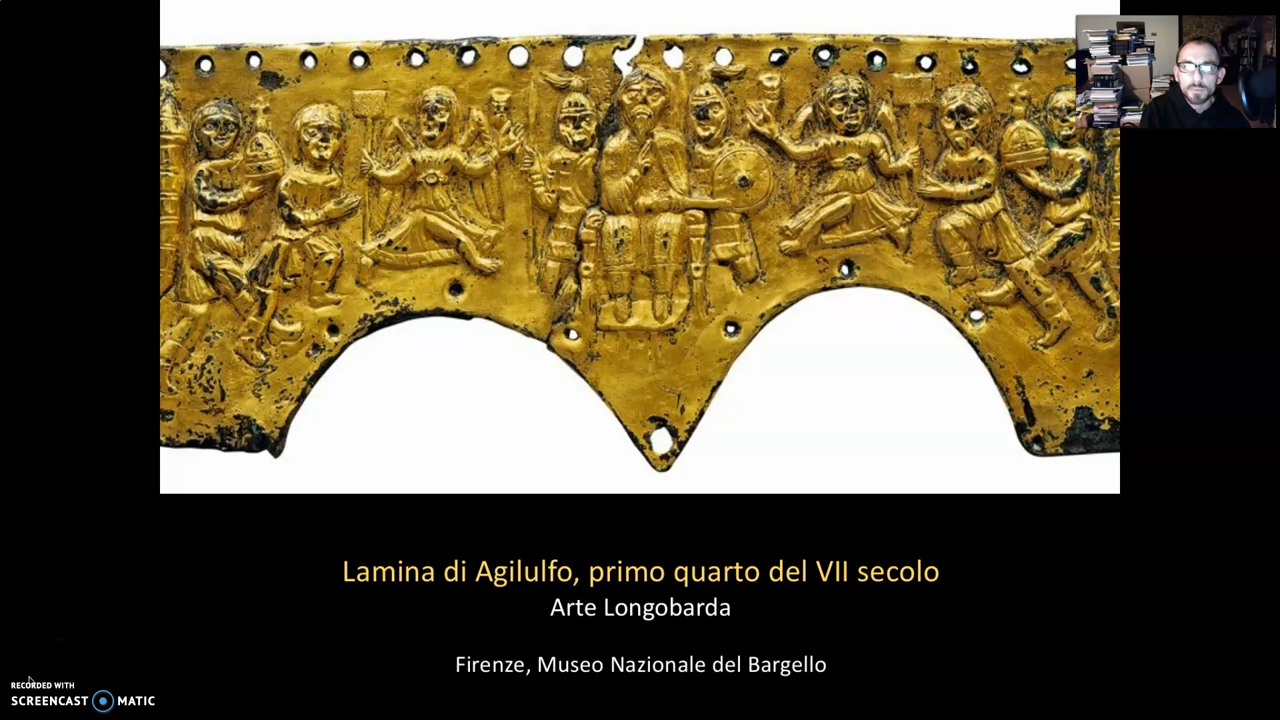 Lamina di Agilulfo, primo quarto del VII secolo
Arte Longobarda
Firenze, Museo Nazionale del Bargello
RECORDED WITH
SCREENCAST MATIC